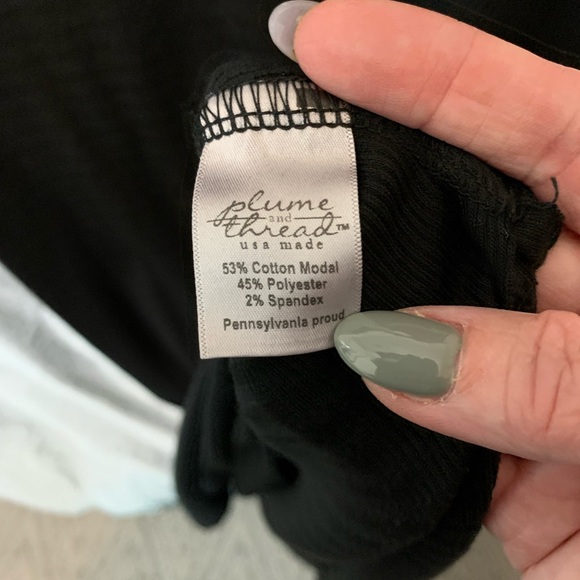 plume
and
thread™
usa made
53% Cotton Modal
45% Polyester
2% Spandex
Pennsylvania proud